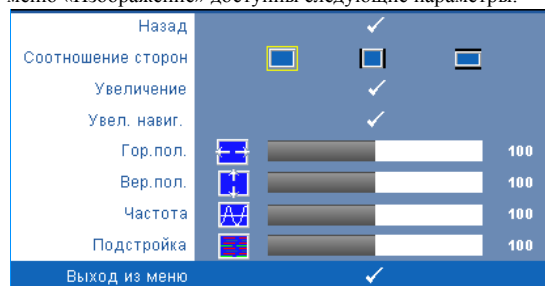 меню «Изображение» доступны следующие параметры:
Назад
Соотношение сторон
Увеличение
Увел. навиг.
Гор.пол. 100
Вер.пол. 100
Частота 100
Подстройка 100
Выход из меню